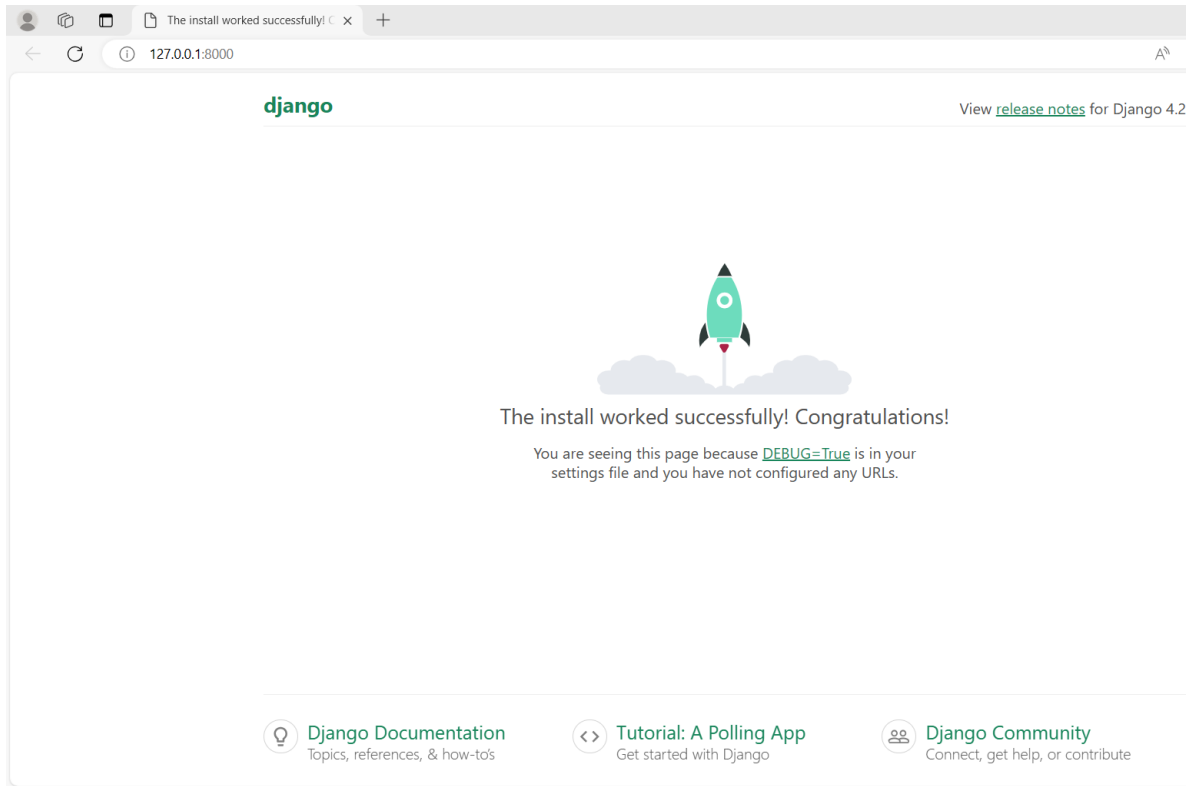 The install worked successfully! C
127.0.0.1:8000
django
View release notes for Django 4.2
The install worked successfully! Congratulations!
You are seeing this page because DEBUG=True is in your
settings file and you have not configured any URLs.
Django Documentation
Topics, references, & how-to's
Tutorial: A Polling App
Get started with Django
Django Community
Connect, get help, or contribute